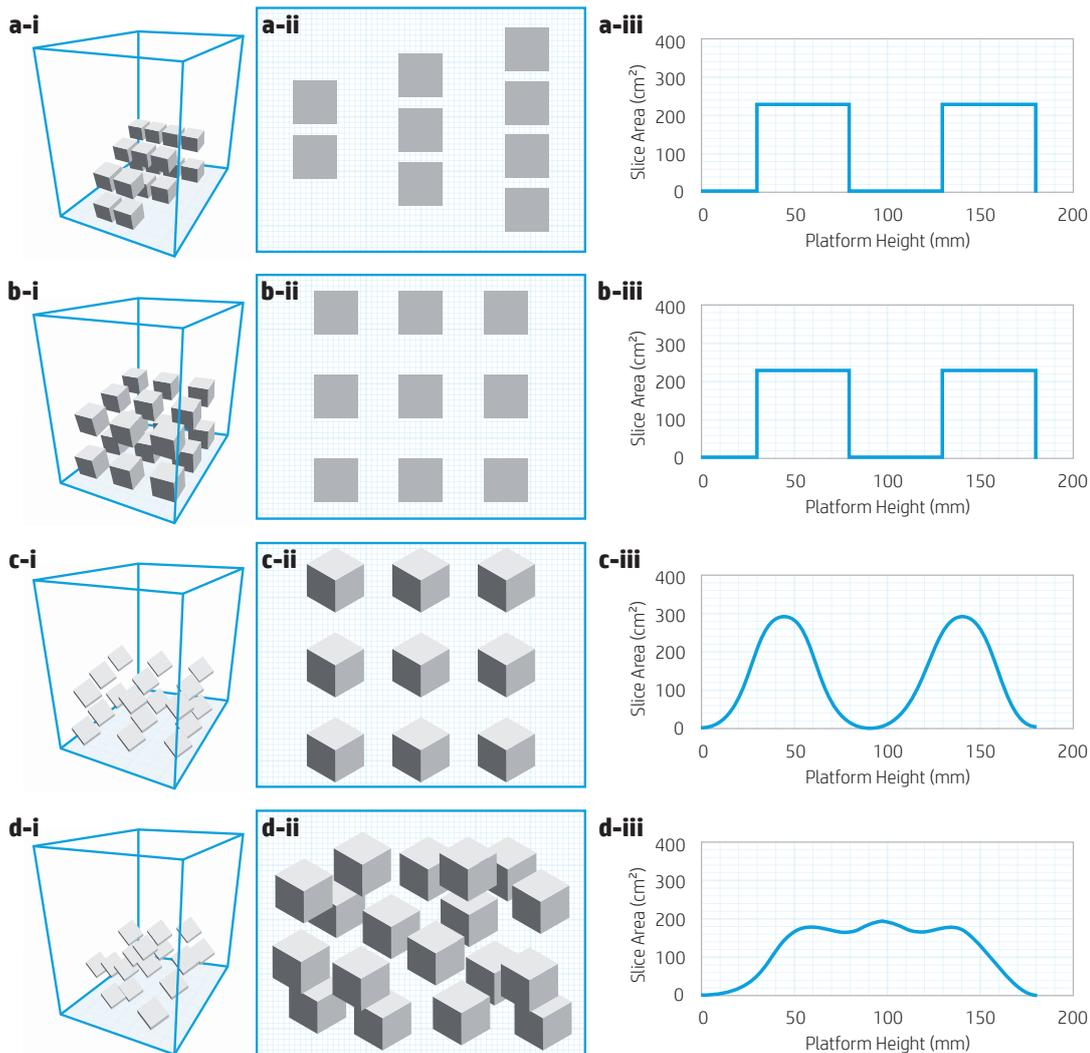 a-i
a-ii
a-iii
400
300
200
100
0
Slice Area (cm²)
0 50 100 150 200
Platform Height (mm)
b-i
b-ii
b-iii
400
300
200
100
0
Slice Area (cm²)
0 50 100 150 200
Platform Height (mm)
c-i
c-ii
c-iii
400
300
200
100
0
Slice Area (cm²)
0 50 100 150 200
Platform Height (mm)
d-i
d-ii
d-iii
400
300
200
100
0
Slice Area (cm²)
0 50 100 150 200
Platform Height (mm)